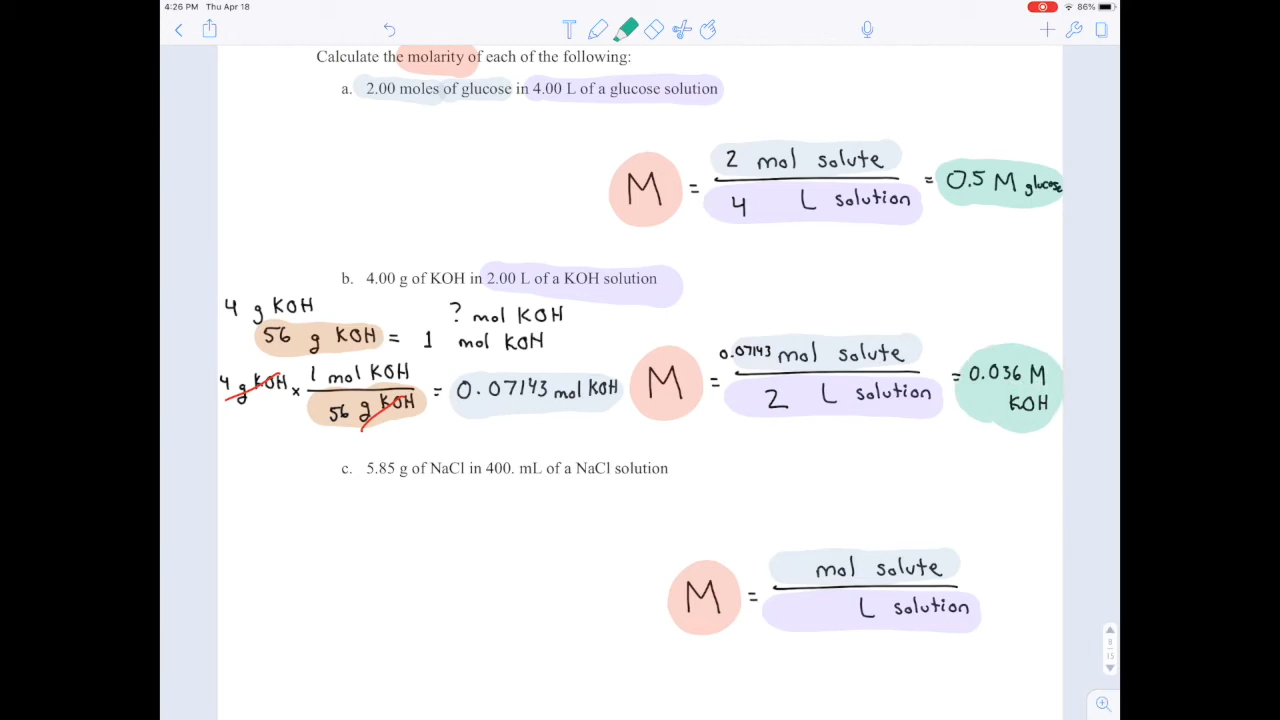 4:26 PM Thu Apr 18
86%
Calculate the molarity of each of the following:
a. 2.00 moles of glucose in 4.00 L of a glucose solution
M = 2 mol solute / 4 L solution = 0.5 M glucose
b. 4.00 g of KOH in 2.00 L of a KOH solution
4 g KOH ? mol KOH
56 g KOH = 1 mol KOH
4 g KOH x 1 mol KOH / 56 g KOH = 0.07143 mol KOH
M = 0.07143 mol solute / 2 L solution = 0.036 M KOH
c. 5.85 g of NaCl in 400. mL of a NaCl solution
M = mol solute / L solution
8
15